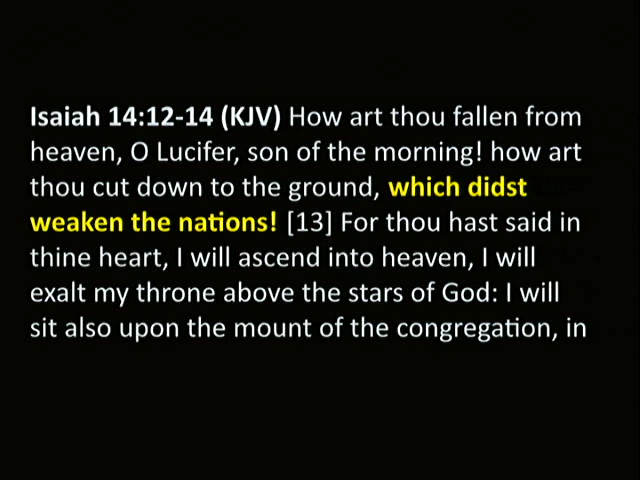 Isaiah 14:12-14 (KJV) How art thou fallen from
heaven, O Lucifer, son of the morning! how art
thou cut down to the ground, which didst
weaken the nations! [13] For thou hast said in
thine heart, I will ascend into heaven, I will
exalt my throne above the stars of God: I will
sit also upon the mount of the congregation, in